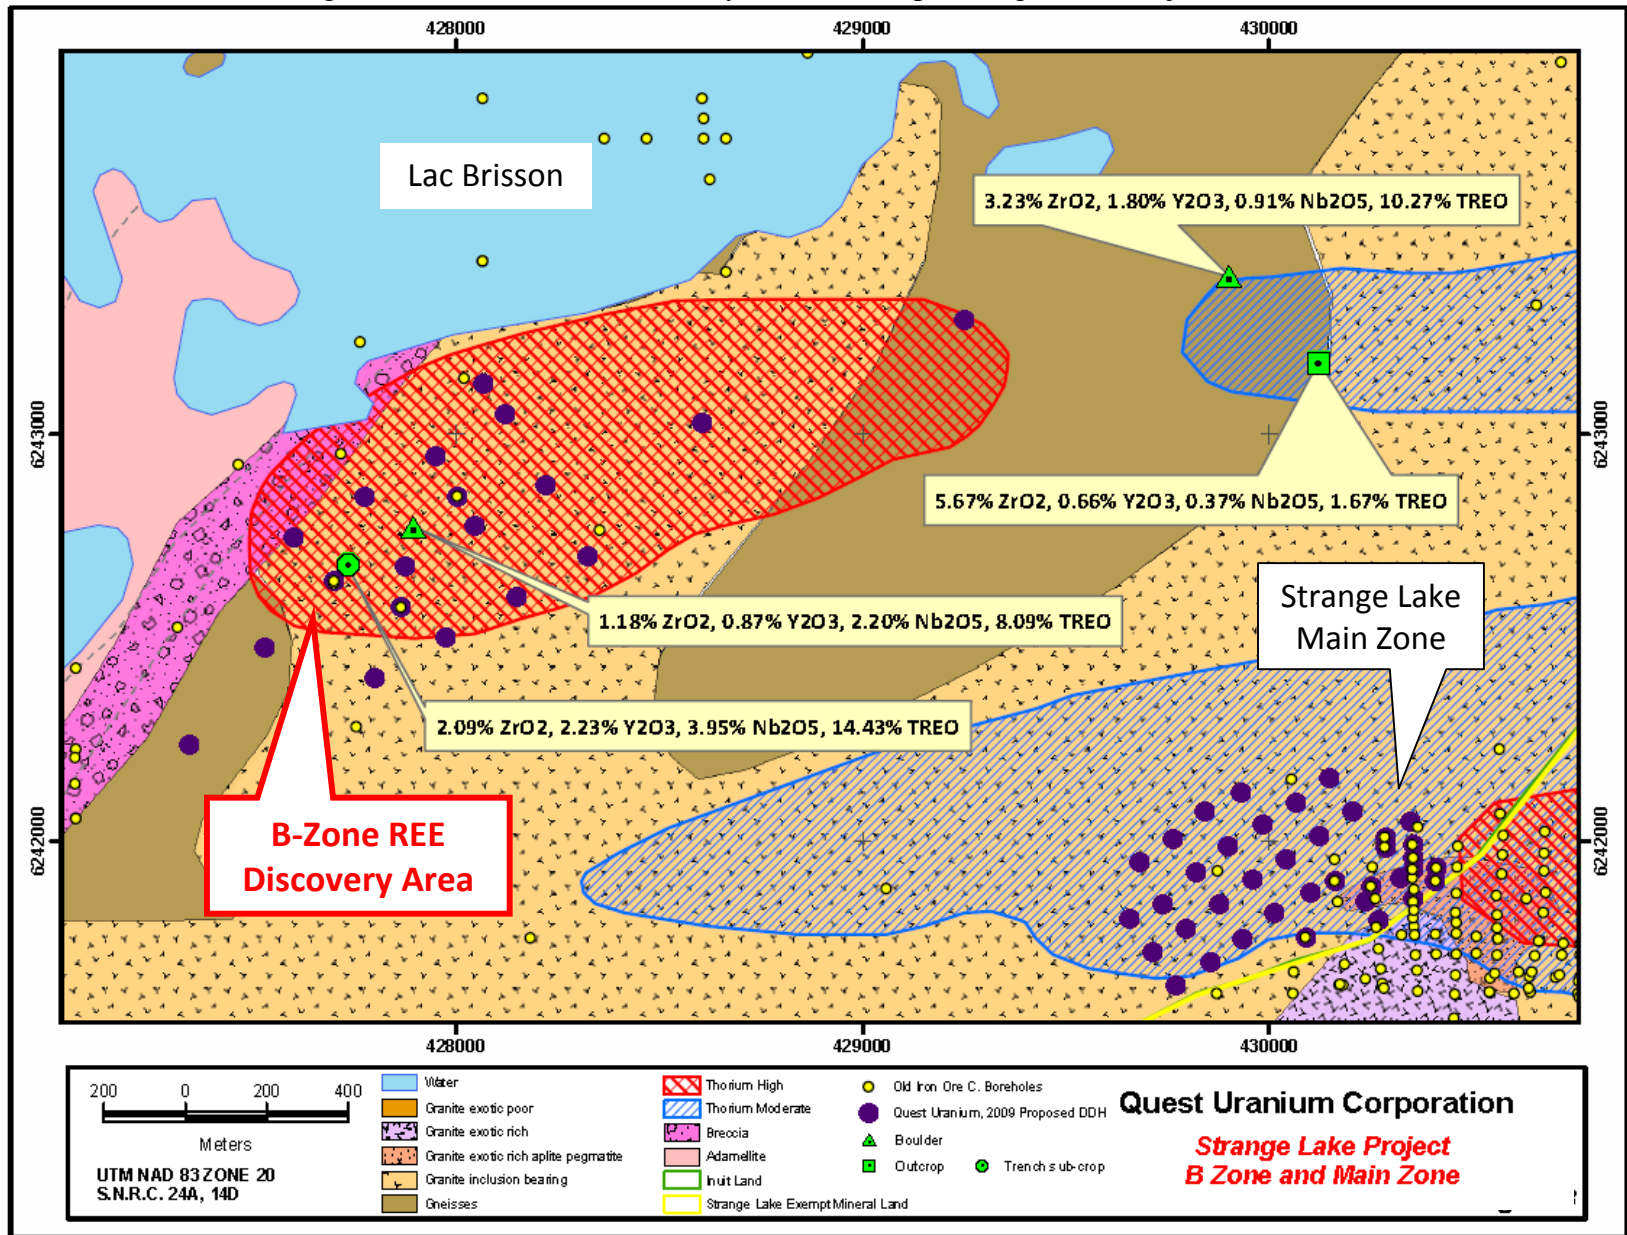 428000
429000
430000
Lac Brisson
3.23% ZrO2, 1.80% Y2O3, 0.91% Nb2O5, 10.27% TREO
6243000
6243000
5.67% ZrO2, 0.66% Y2O3, 0.37% Nb2O5, 1.67% TREO
Strange Lake
Main Zone
1.18% ZrO2, 0.87% Y2O3, 2.20% Nb2O5, 8.09% TREO
2.09% ZrO2, 2.23% Y2O3, 3.95% Nb2O5, 14.43% TREO
B-Zone REE
Discovery Area
6242000
6242000
428000
429000
430000
200 0 200 400
Meters
UTM NAD 83 ZONE 20
S.N.R.C. 24A, 14D
Water
Granite exotic poor
Granite exotic rich
Granite exotic rich aplite pegmatite
Granite inclusion bearing
Gneisses
Thorium High
Thorium Moderate
Breccia
Adamellite
Inuit Land
Strange Lake Exempt Mineral Land
Old Iron Ore C. Boreholes
Quest Uranium, 2009 Proposed DDH
Boulder
Outcrop
Trench sub-crop
Quest Uranium Corporation
Strange Lake Project
B Zone and Main Zone